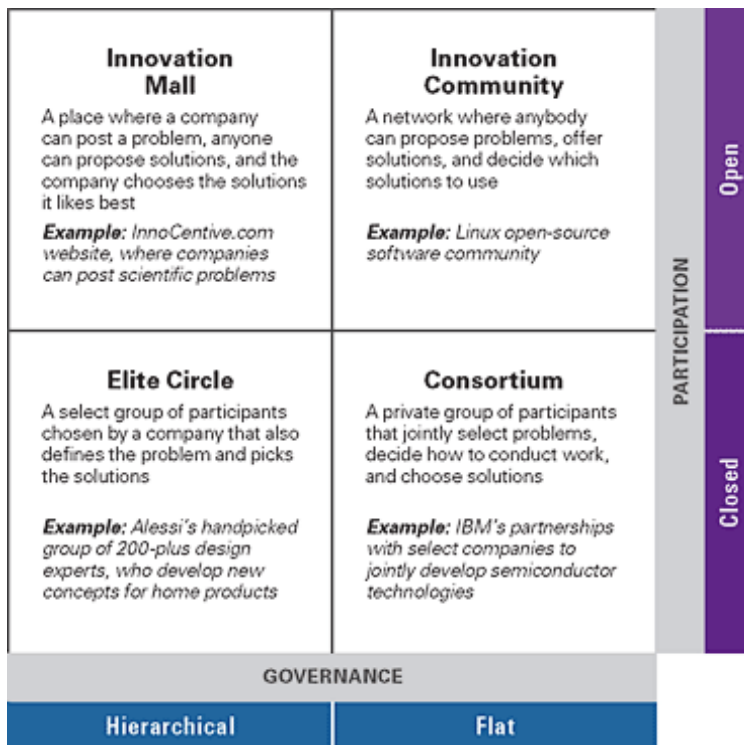 Innovation
Mall
A place where a company
can post a problem, anyone
can propose solutions, and the
company chooses the solutions
it likes best
Example: InnoCentive.com
website, where companies
can post scientific problems
Innovation
Community
A network where anybody
can propose problems, offer
solutions, and decide which
solutions to use
Example: Linux open-source
software community
Elite Circle
A select group of participants
chosen by a company that also
defines the problem and picks
the solutions
Example: Alessi's handpicked
group of 200-plus design
experts, who develop new
concepts for home products
Consortium
A private group of participants
that jointly select problems,
decide how to conduct work,
and choose solutions
Example: IBM's partnerships
with select companies to
jointly develop semiconductor
technologies
PARTICIPATION
Open
Closed
GOVERNANCE
Hierarchical
Flat